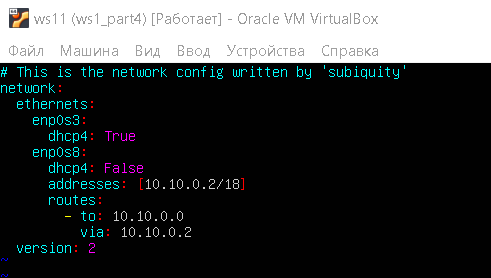 ws11 (ws1_part4) [Работает] - Oracle VM VirtualBox
Файл Машина Вид Ввод Устройства Справка
# This is the network config written by 'subiquity'
network:
  ethernets:
    enp0s3:
      dhcp4: True
    enp0s8:
      dhcp4: False
      addresses: [10.10.0.2/18]
      routes:
        - to: 10.10.0.0
          via: 10.10.0.2
  version: 2
~
~